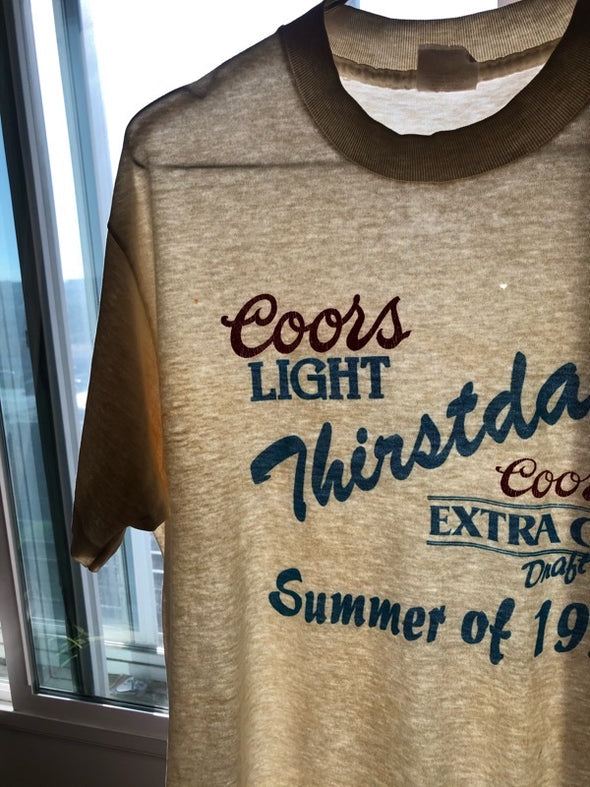 Coors
LIGHT
Thirstda
Coo
EXTRA
Draft
Summer of 19